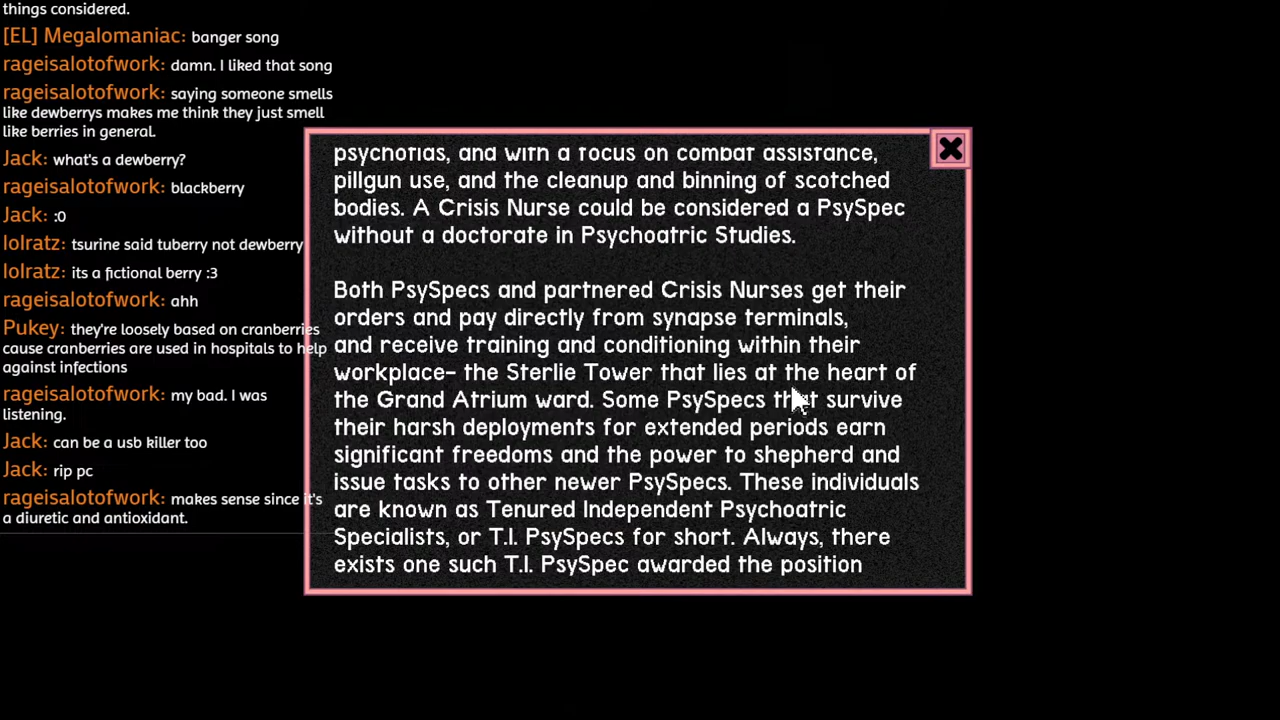 things considered.
[EL] Megalomaniac: banger song
rageisalotofwork: damn. I liked that song
rageisalotofwork: saying someone smells
like dewberrys makes me think they just smell
like berries in general.
Jack: what's a dewberry?
rageisalotofwork: blackberry
Jack: :0
lolratz: tsurine said tuberry not dewberry
lolratz: its a fictional berry :3
rageisalotofwork: ahh
Pukey: they're loosely based on cranberries
cause cranberries are used in hospitals to help
against infections
rageisalotofwork: my bad. I was
listening.
Jack: can be a usb killer too
Jack: rip pc
rageisalotofwork: makes sense since it's
a diuretic and antioxidant.
psychofias, and with a focus on combat assistance,
pillgun use, and the cleanup and binning of scotched
bodies. A Crisis Nurse could be considered a PsySpec
without a doctorate in Psychoatric Studies.
Both PsySpecs and partnered Crisis Nurses get their
orders and pay directly from synapse terminals,
and receive training and conditioning within their
workplace- the Sterlie Tower that lies at the heart of
the Grand Atrium ward. Some PsySpecs that survive
their harsh deployments for extended periods earn
significant freedoms and the power to shepherd and
issue tasks to other newer PsySpecs. These individuals
are known as Tenured Independent Psychoatric
Specialists, or T.I. PsySpecs for short. Always, there
exists one such T.I. PsySpec awarded the position